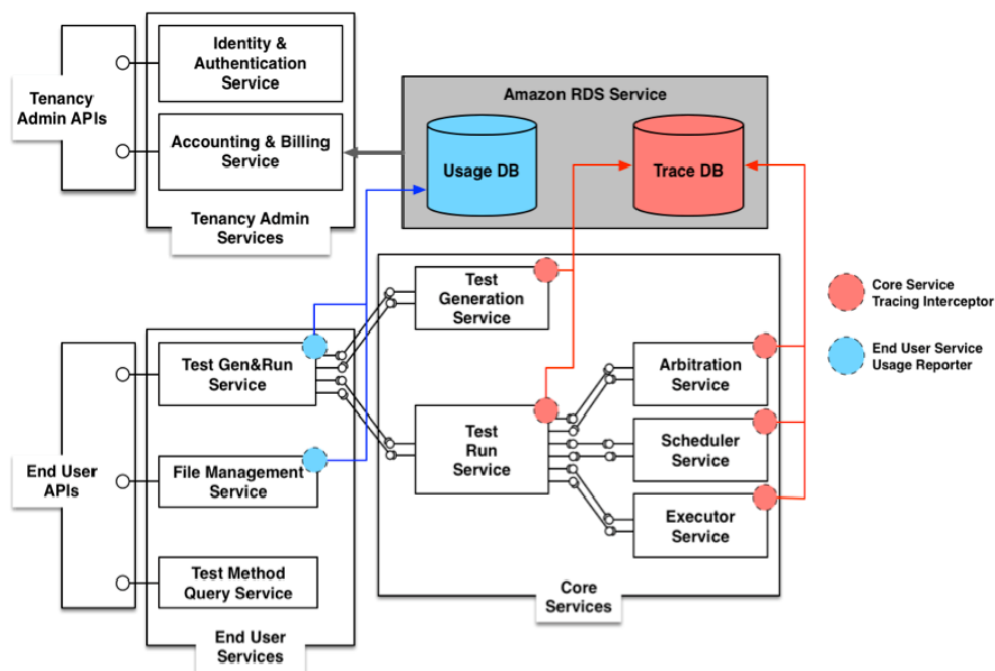 Identity &
Authentication
Service
Tenancy
Admin APIs
Accounting & Billing
Service
Tenancy Admin
Services
Amazon RDS Service
Usage DB
Trace DB
Test
Generation
Service
Core Service
Tracing Interceptor
End User Service
Usage Reporter
Test Gen&Run
Service
Arbitration
Service
Test
Run
Service
Scheduler
Service
End User
APIs
File Management
Service
Executor
Service
Test Method
Query Service
Core
Services
End User
Services